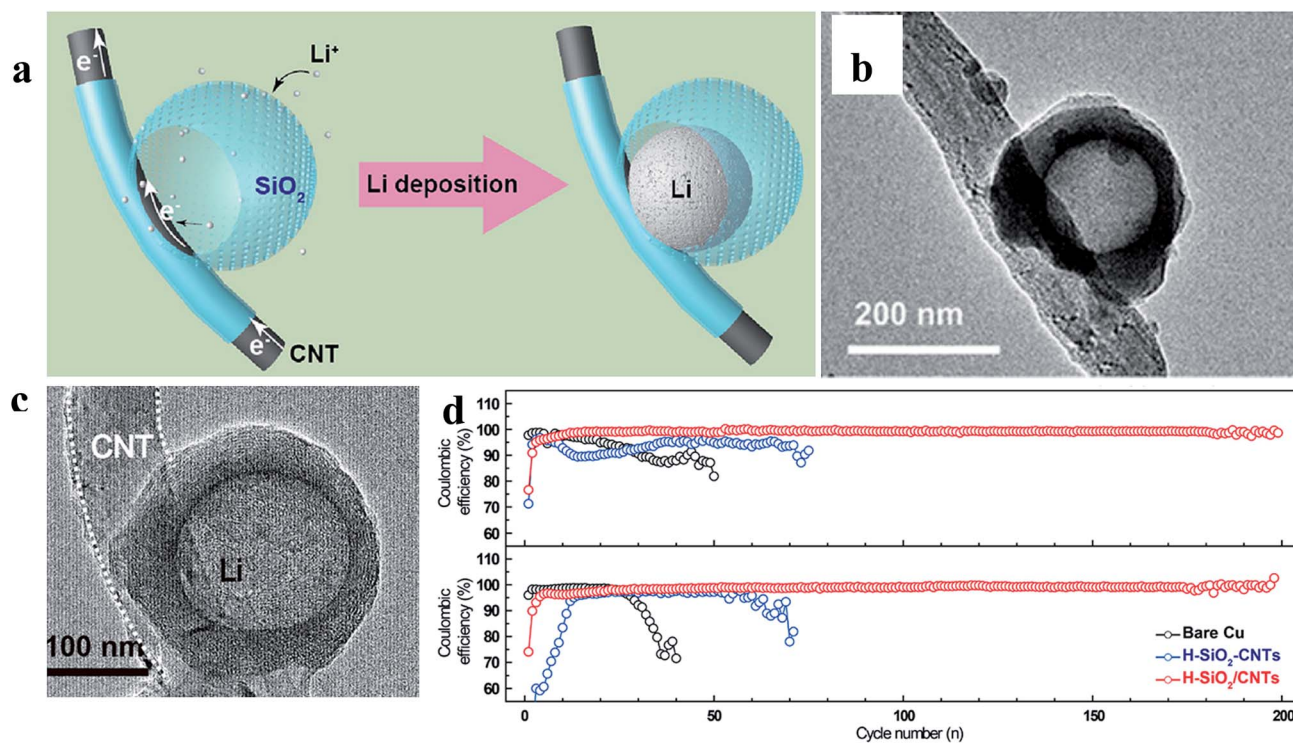 a
e-
Li+
SiO2
e-
e-
CNT
Li deposition
Li
b
200 nm
c
CNT
Li
100 nm
d
110
100
90
80
70
60
Coulombic
efficiency (%)
110
100
90
80
70
60
Coulombic
efficiency (%)
Bare Cu
H-SiO2-CNTs
H-SiO2/CNTs
0 50 100 150 200
Cycle number (n)